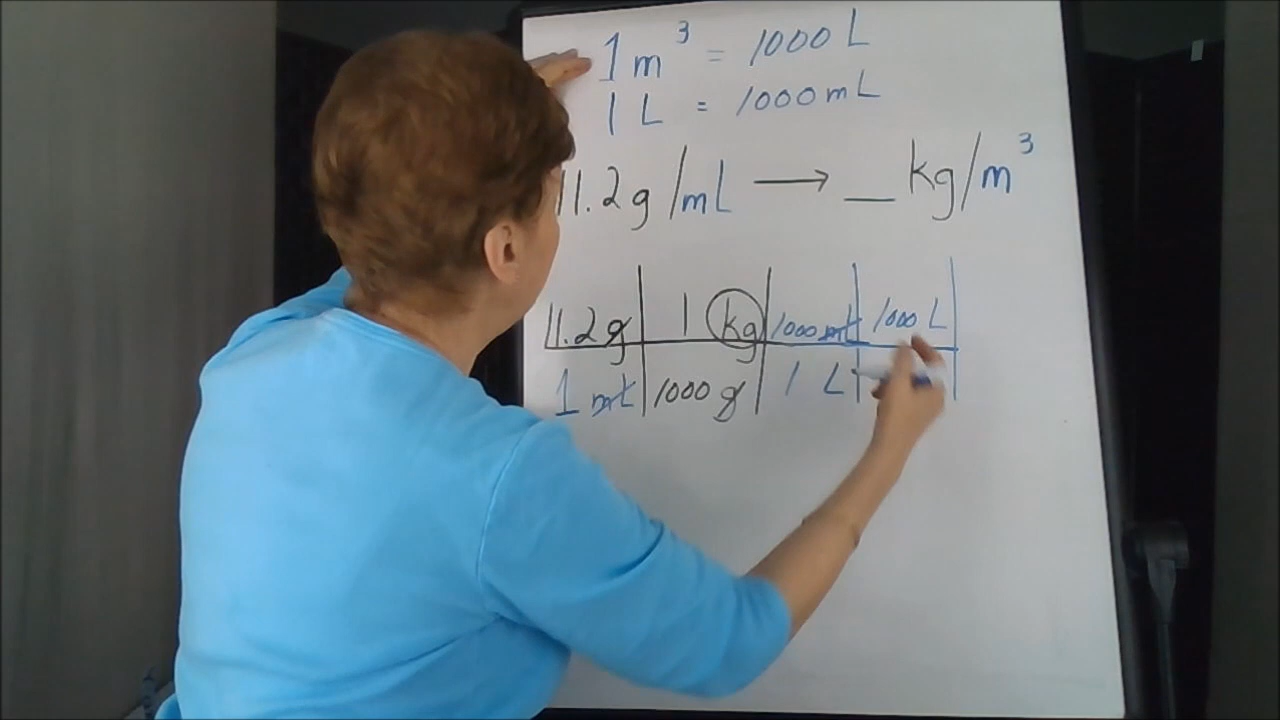 1 m³ = 1000 L
1 L = 1000 mL
11.2 g/mL → __ kg/m³
11.2 g | 1 kg | 1000 mL | 1000 L
1 mL | 1000 g | 1 L |